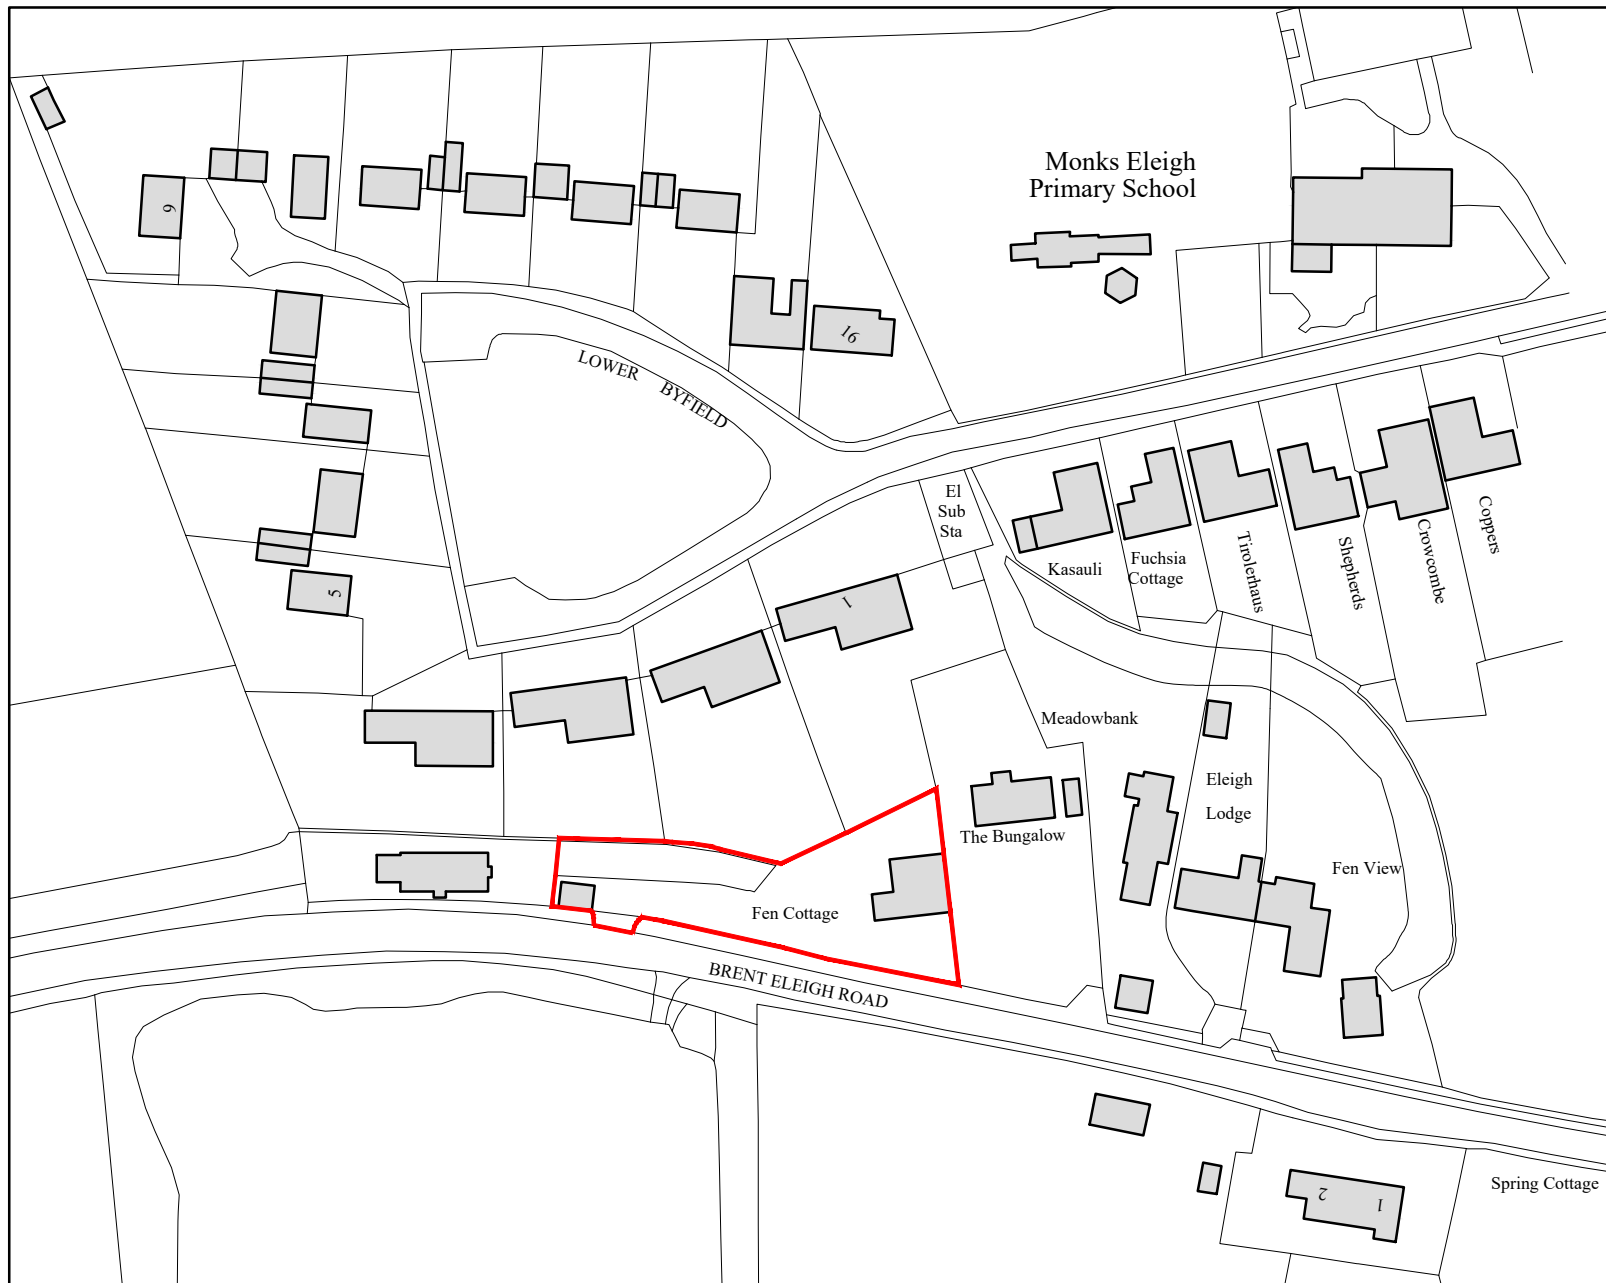 Monks Eleigh
Primary School
9
16
LOWER BYFIELD
El
Sub
Sta
Kasauli
Fuchsia
Cottage
Tirolerhaus
Shepherds
Crowcombe
Coppers
5
1
Meadowbank
Eleigh
Lodge
The Bungalow
Fen View
Fen Cottage
BRENT ELEIGH ROAD
Spring Cottage
2
1